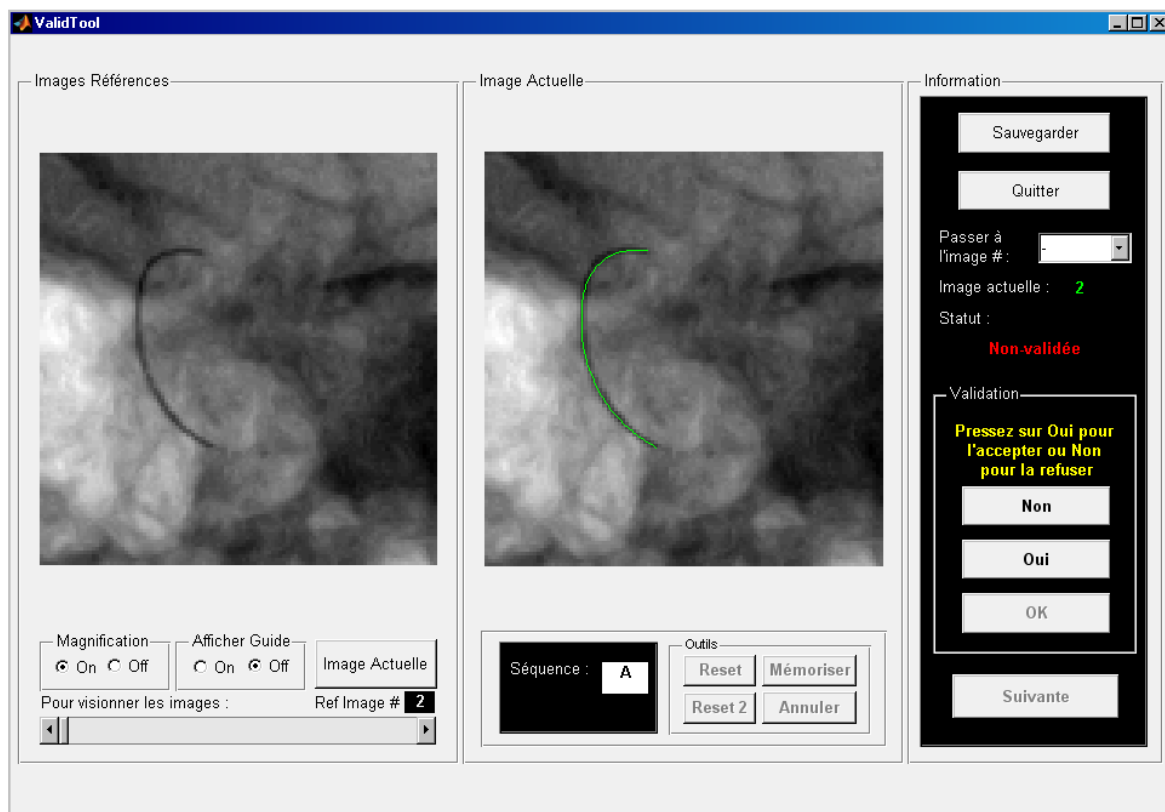 ValidTool
Images Références
Magnification
On Off
Afficher Guide
On Off
Image Actuelle
Pour visionner les images :
Ref Image # 2
Image Actuelle
Séquence : A
Outils
Reset Mémoriser
Reset 2 Annuler
Information
Sauvegarder
Quitter
Passer à
l'image # : -
Image actuelle : 2
Statut :
Non-validée
Validation
Pressez sur Oui pour
l'accepter ou Non
pour la refuser
Non
Oui
OK
Suivante